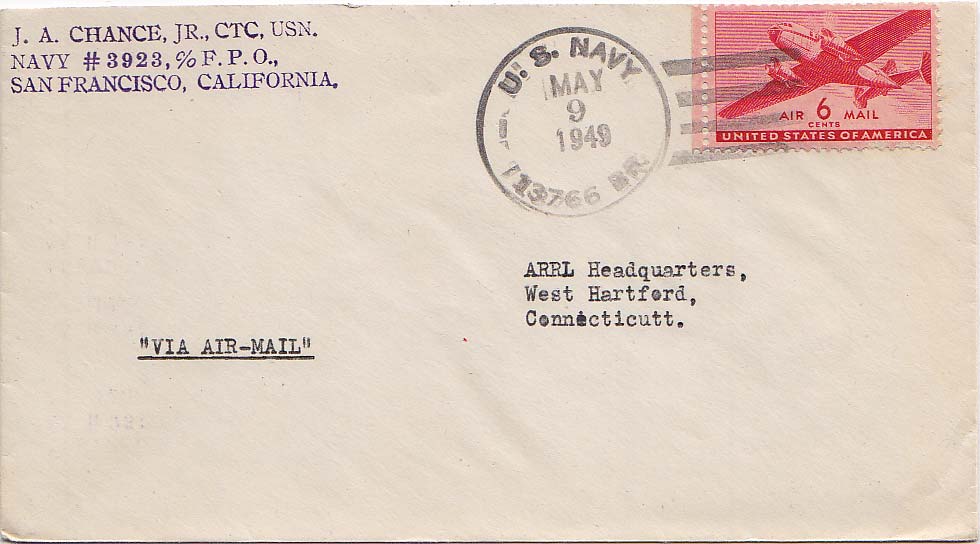 J. A. CHANCE, JR., CTC, USN.
NAVY #3923, c/o F. P. O.,
SAN FRANCISCO, CALIFORNIA.
U. S. NAVY
MAY
9
1949
13766 BR.
AIR 6 MAIL
CENTS
UNITED STATES OF AMERICA
ARRL Headquarters,
West Hartford,
Connecticutt.
"VIA AIR-MAIL"